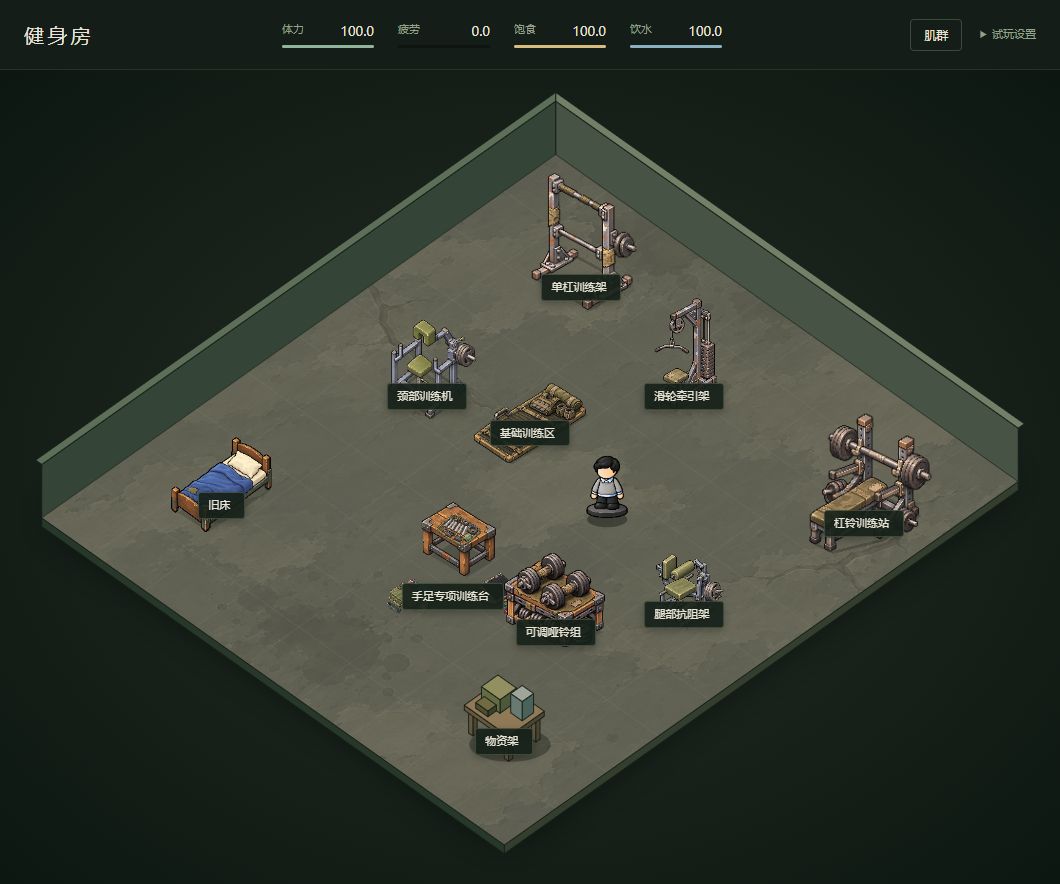 健身房
体力 100.0
疲劳 0.0
饱食 100.0
饮水 100.0
肌群
试玩设置
单杠训练架
颈部训练机
滑轮牵引架
基础训练区
旧床
杠铃训练站
手足专项训练台
腿部抗阻架
可调哑铃组
物资架